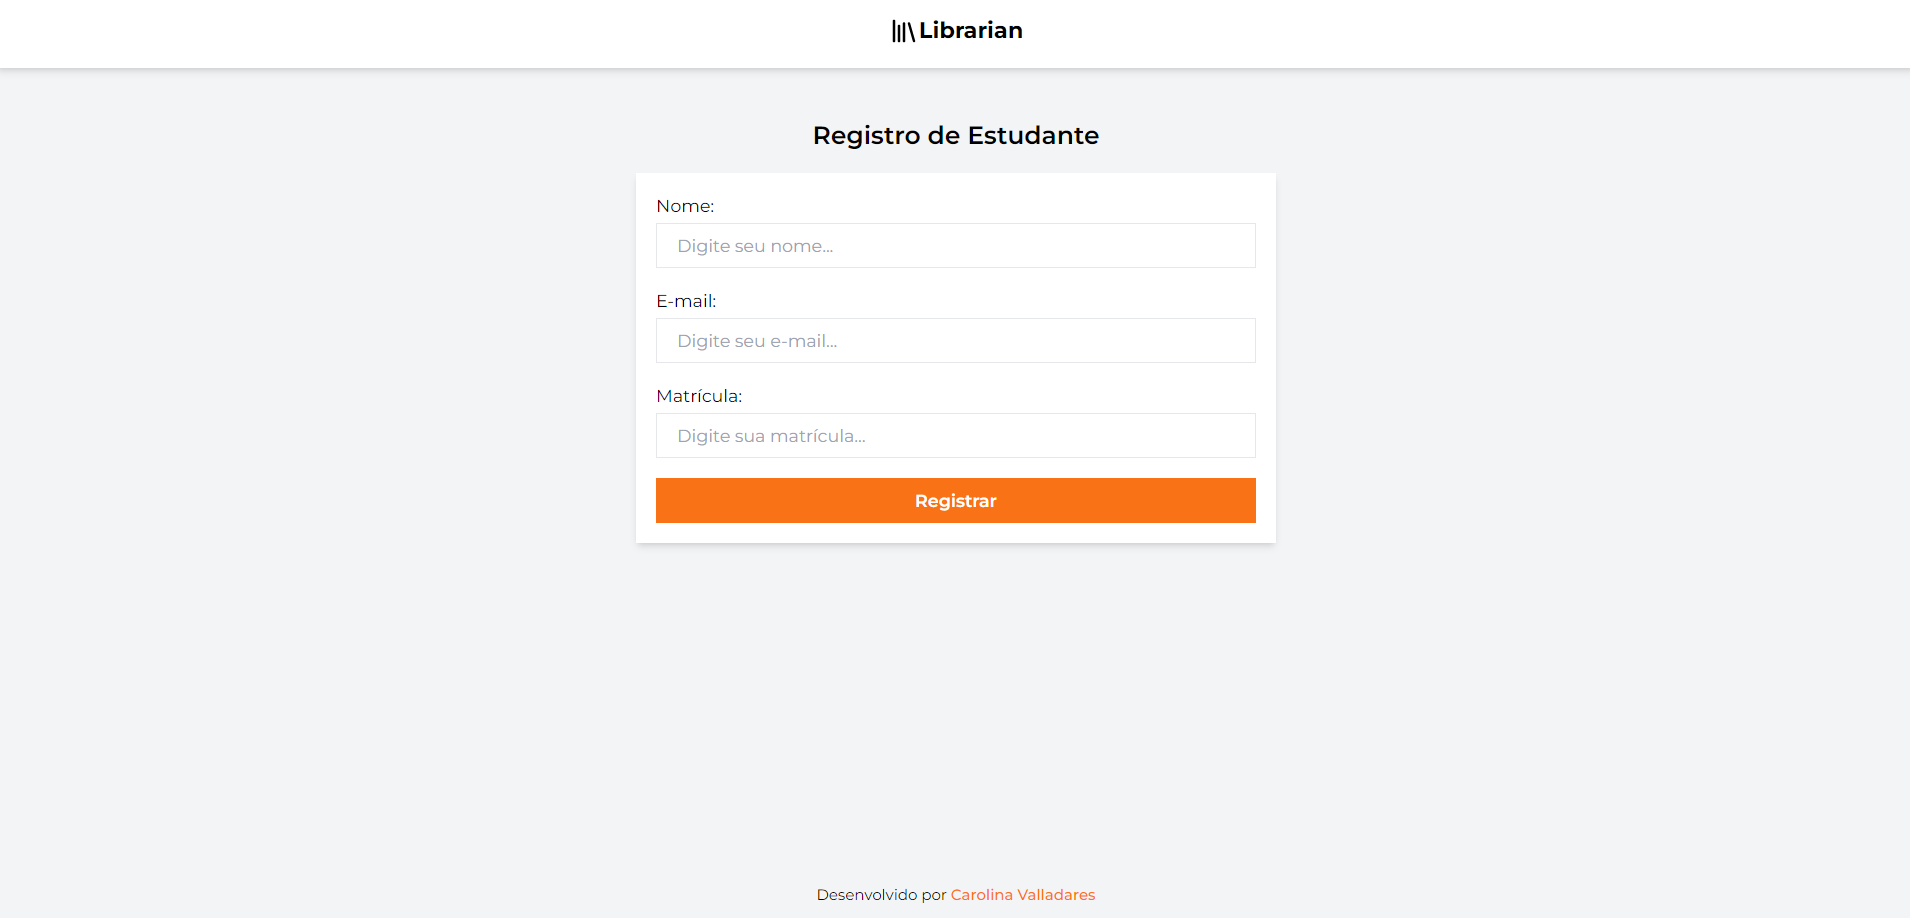 Librarian
Registro de Estudante
Nome:
Digite seu nome...
E-mail:
Digite seu e-mail...
Matrícula:
Digite sua matrícula...
Registrar
Desenvolvido por Carolina Valladares